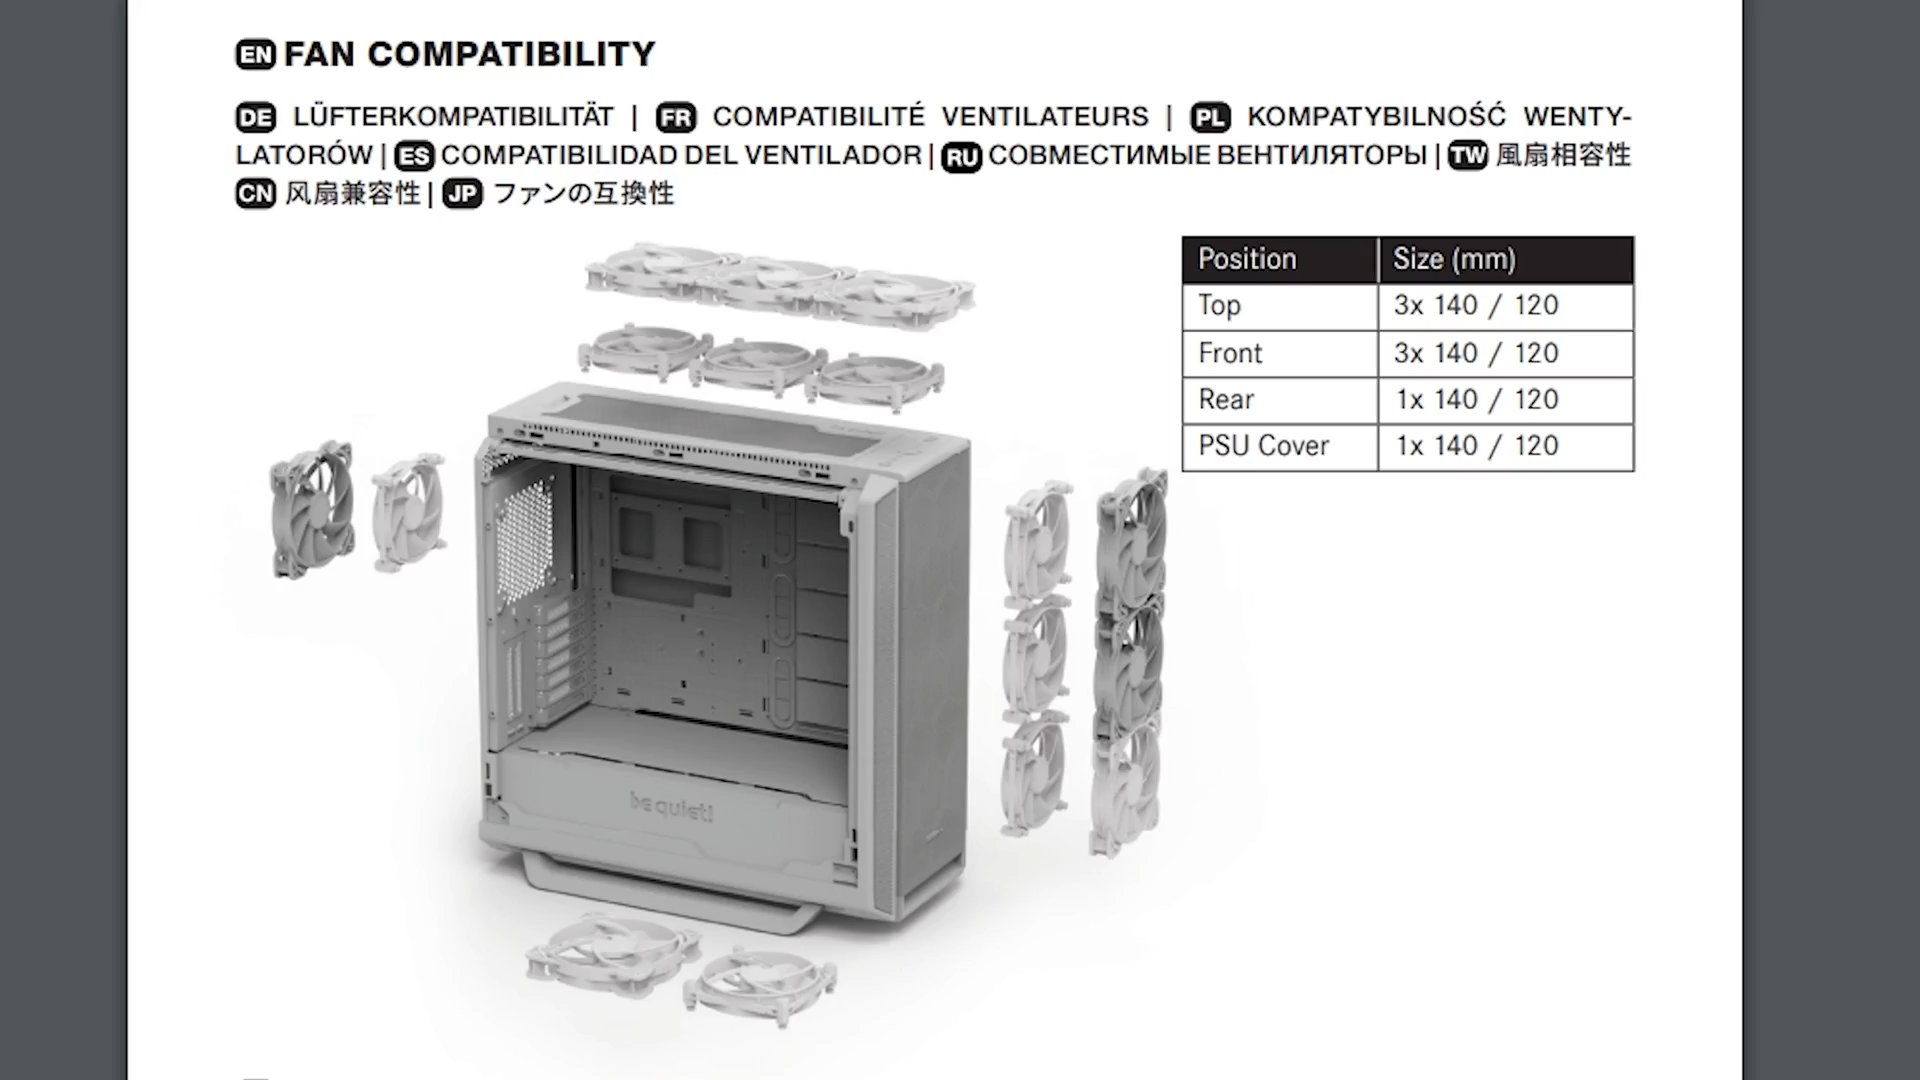 EN FAN COMPATIBILITY
DE LÜFTERKOMPATIBILITÄT | FR COMPATIBILITÉ VENTILATEURS | PL KOMPATYBILNOŚĆ WENTY-
LATORÓW | ES COMPATIBILIDAD DEL VENTILADOR | RU СОВМЕСТИМЫЕ ВЕНТИЛЯТОРЫ | TW 風扇相容性
CN 风扇兼容性 | JP ファンの互換性
Position Size (mm)
Top 3x 140 / 120
Front 3x 140 / 120
Rear 1x 140 / 120
PSU Cover 1x 140 / 120
be quiet!